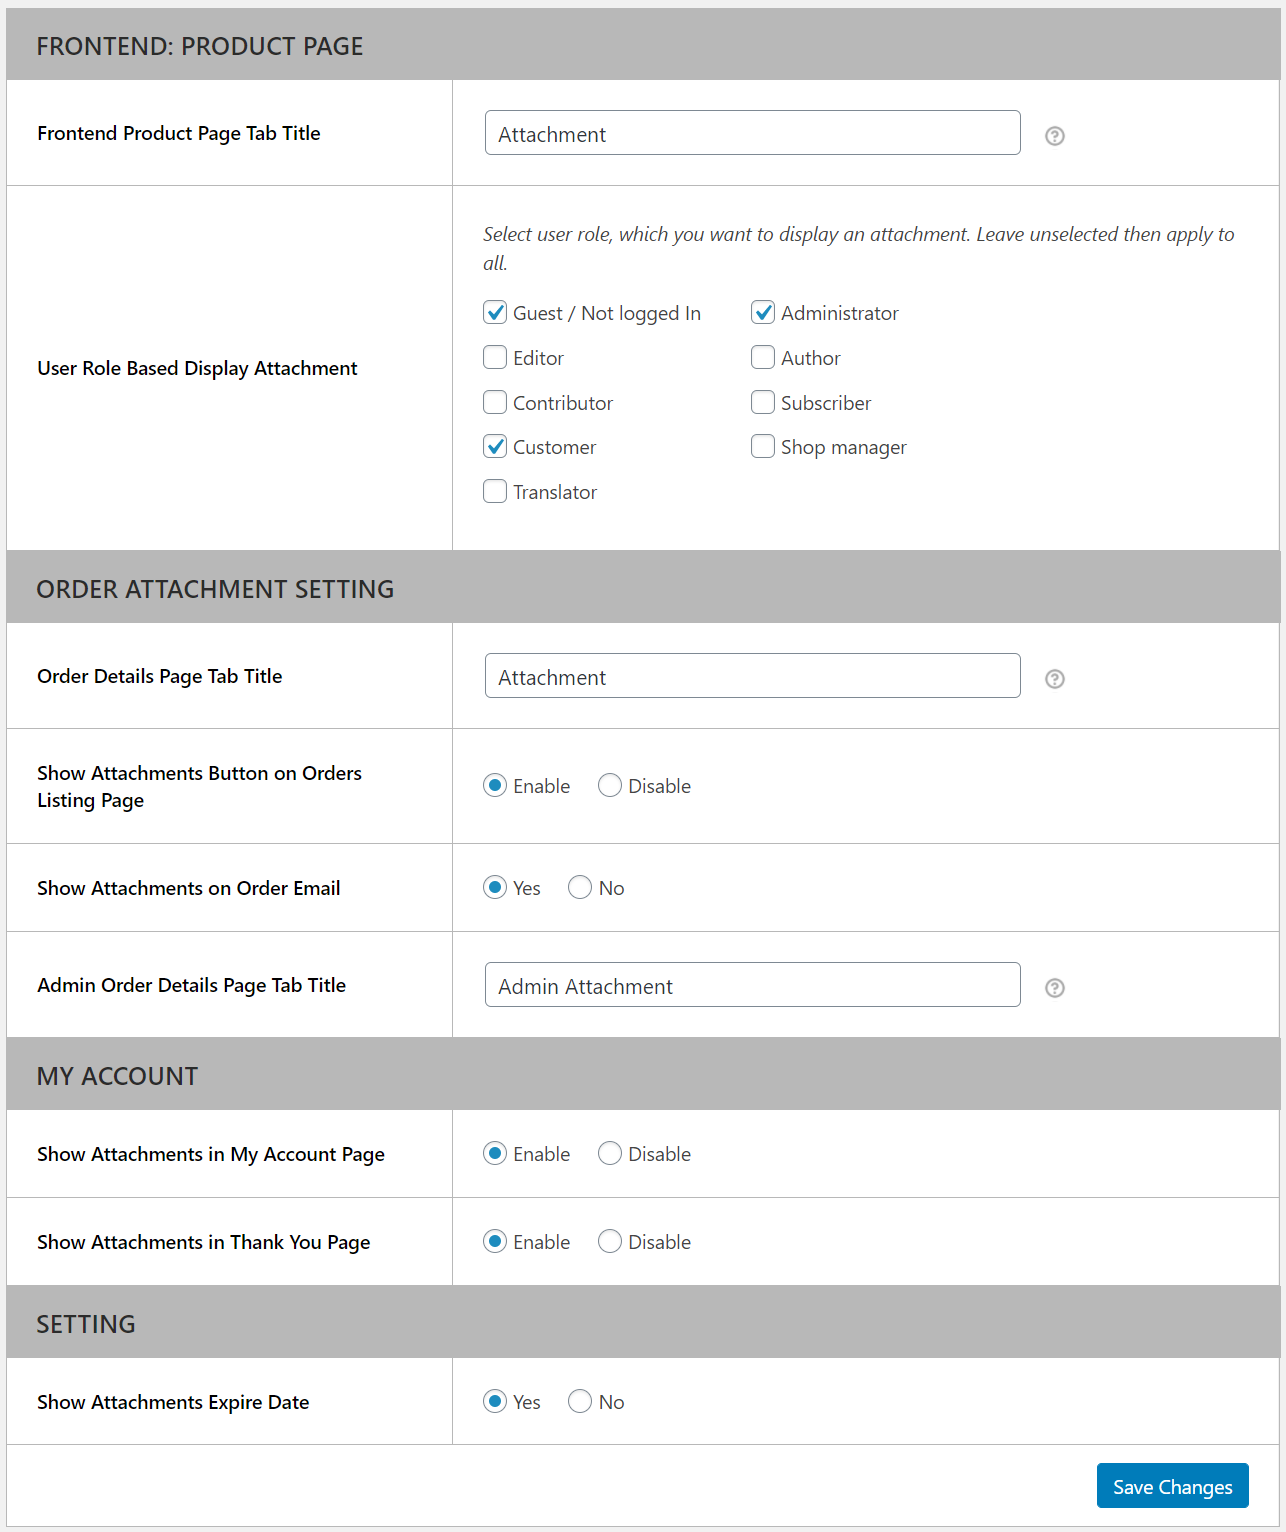 FRONTEND: PRODUCT PAGE
Frontend Product Page Tab Title
Attachment
User Role Based Display Attachment
Select user role, which you want to display an attachment. Leave unselected then apply to
all.
Guest / Not logged In
Administrator
Editor
Author
Contributor
Subscriber
Customer
Shop manager
Translator
ORDER ATTACHMENT SETTING
Order Details Page Tab Title
Attachment
Show Attachments Button on Orders
Listing Page
Enable
Disable
Show Attachments on Order Email
Yes
No
Admin Order Details Page Tab Title
Admin Attachment
MY ACCOUNT
Show Attachments in My Account Page
Enable
Disable
Show Attachments in Thank You Page
Enable
Disable
SETTING
Show Attachments Expire Date
Yes
No
Save Changes